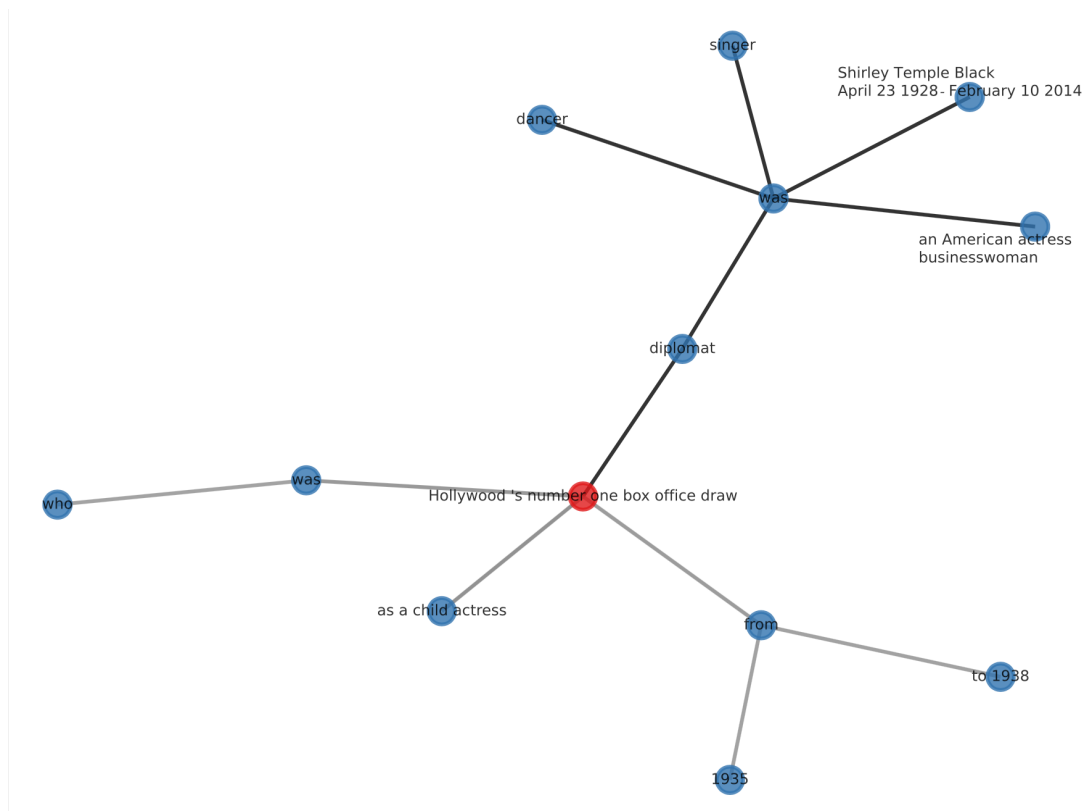 singer
Shirley Temple Black
April 23 1928- February 10 2014
dancer
was
an American actress
businesswoman
diplomat
was
Hollywood 's number one box office draw
who
as a child actress
from
to 1938
1935